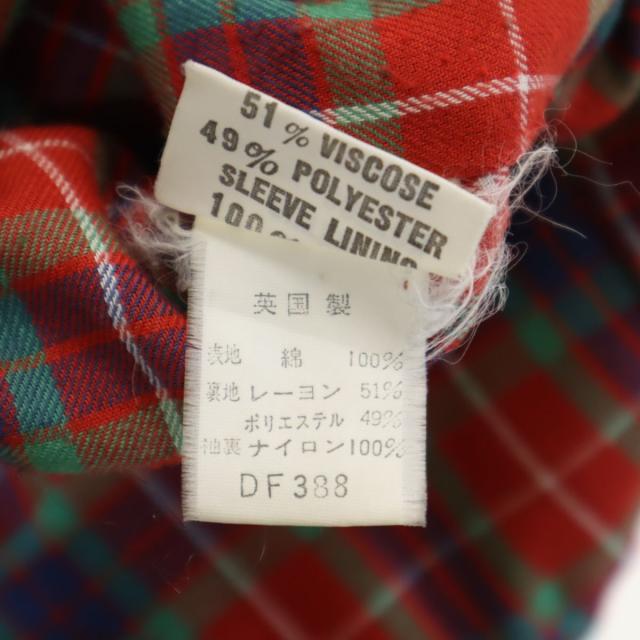 51% VISCOSE
49% POLYESTER
SLEEVE LINING
100%
英国製
表地 綿 100%
裏地 レーヨン 51%
ポリエステル 49%
袖裏 ナイロン 100%
DF388